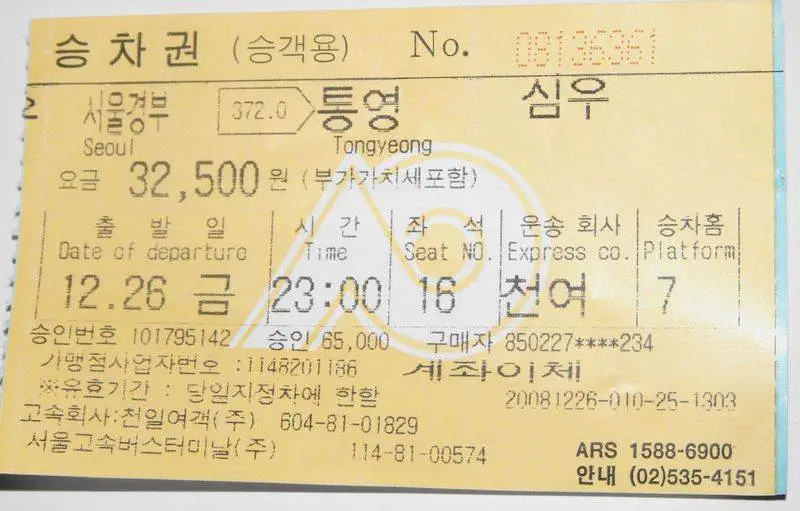 승차권 (승객용) No. 08136361
서울경부 372.0 통영 심우
Seoul Tongyeong
요금 32,500원 (부가가치세포함)
출발일 시간 좌석 운송회사 승차홈
Date of departure Time Seat NO. Express co. Platform
12.26 금 23:00 16 천여 7
승인번호 101795142 승인 65,000 구매자 850227****234
가맹점사업자번호 :1148201186 계좌이체
※유효기간 : 당일지정차에 한함 20081226-010-25-1303
고속회사:천일여객(주) 604-81-01829
서울고속버스터미날(주) 114-81-00574
ARS 1588-6900
안내 (02)535-4151